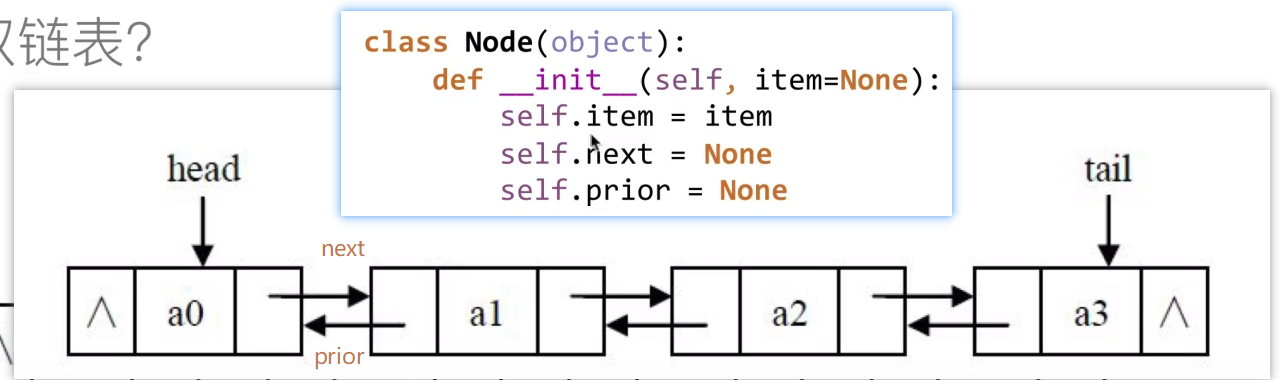 双链表?
class Node(object):
def __init__(self, item=None):
self.item = item
self.next = None
self.prior = None
head
tail
next
∧ a0 a1 a2 a3 ∧
prior